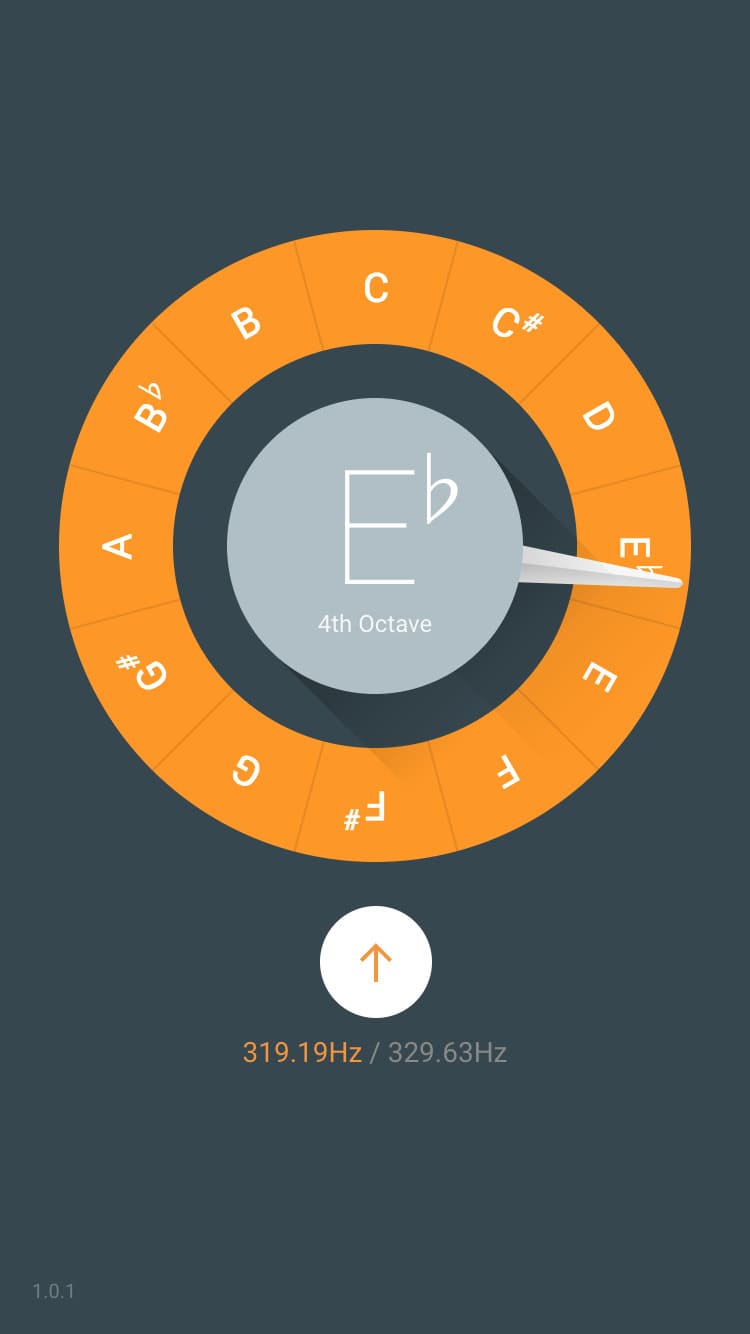 C
C#
D
E♭
E
F
F#
G
G#
A
B♭
B
E♭
4th Octave
319.19Hz / 329.63Hz
1.0.1